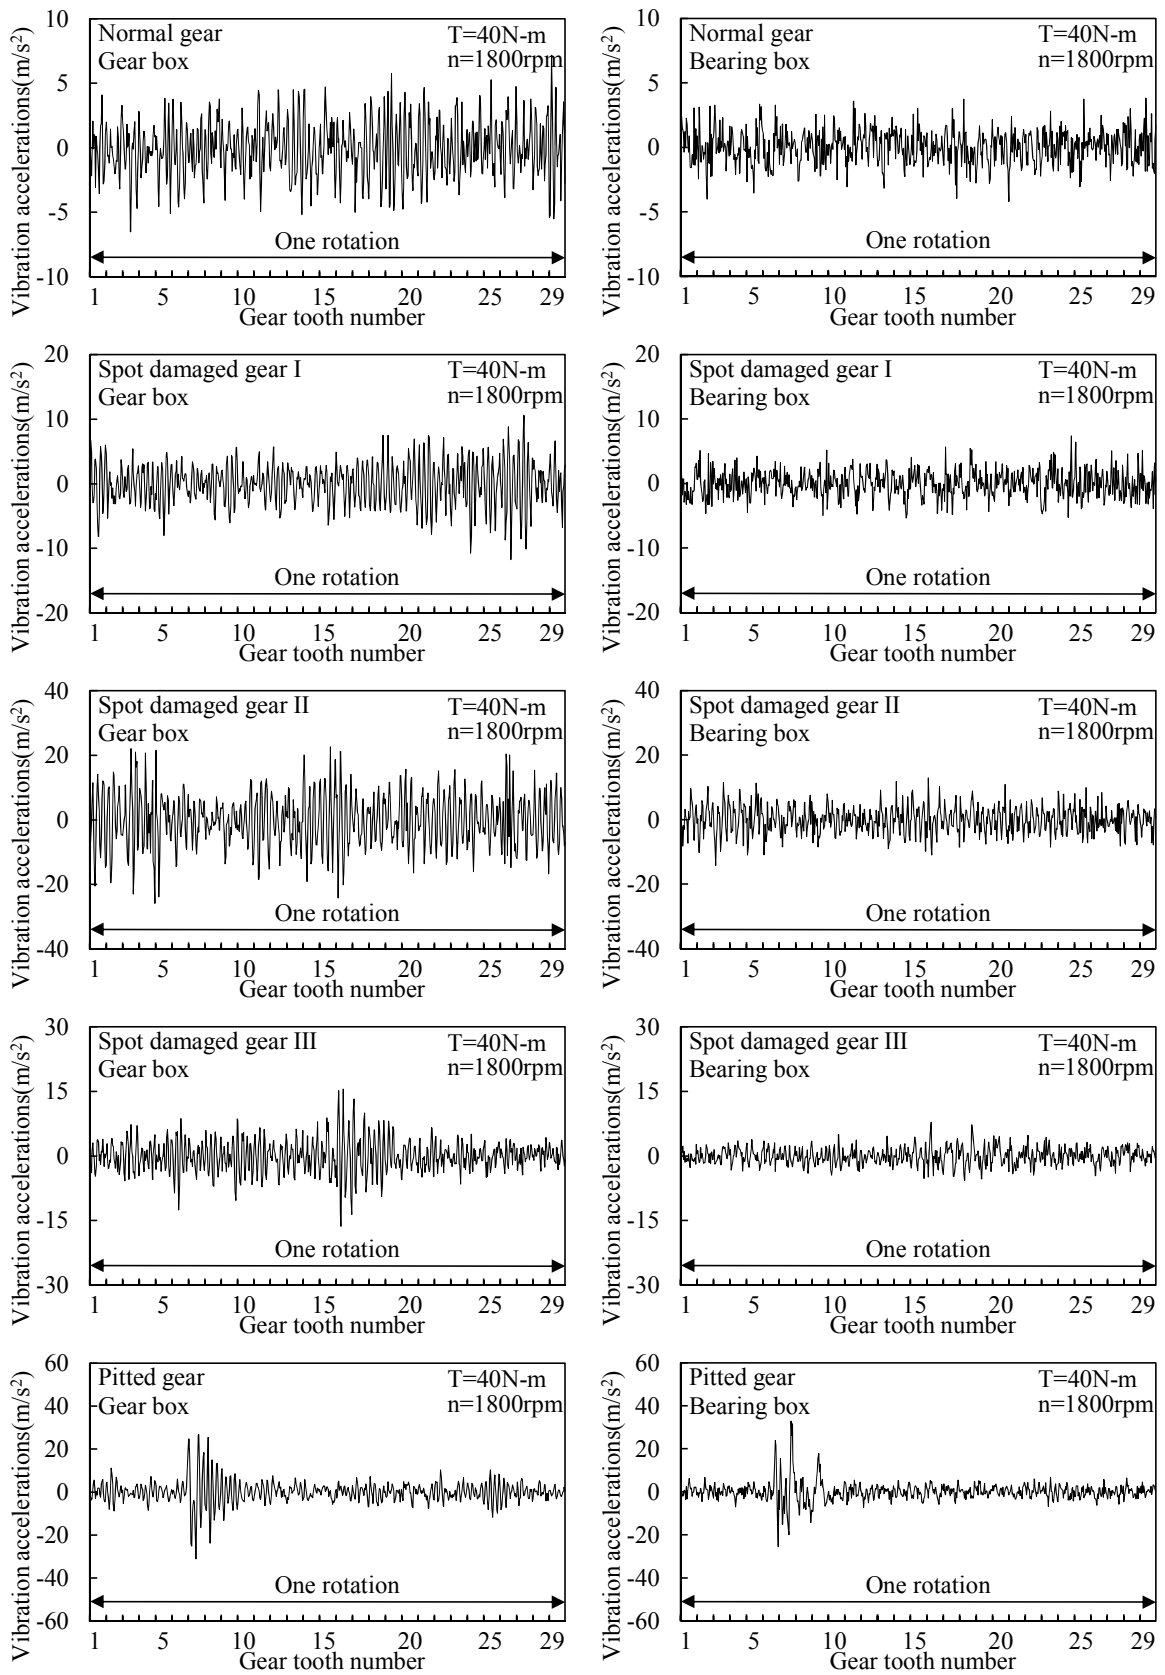 Normal gear
Gear box
T=40N-m
n=1800rpm
10
5
0
-5
-10
Vibration accelerations(m/s²)
One rotation
1 5 10 15 20 25 29
Gear tooth number
Normal gear
Bearing box
T=40N-m
n=1800rpm
10
5
0
-5
-10
Vibration accelerations(m/s²)
One rotation
1 5 10 15 20 25 29
Gear tooth number
Spot damaged gear I
Gear box
T=40N-m
n=1800rpm
20
10
0
-10
-20
Vibration accelerations(m/s²)
One rotation
1 5 10 15 20 25 29
Gear tooth number
Spot damaged gear I
Bearing box
T=40N-m
n=1800rpm
20
10
0
-10
-20
Vibration accelerations(m/s²)
One rotation
1 5 10 15 20 25 29
Gear tooth number
Spot damaged gear II
Gear box
T=40N-m
n=1800rpm
40
20
0
-20
-40
Vibration accelerations(m/s²)
One rotation
1 5 10 15 20 25 29
Gear tooth number
Spot damaged gear II
Bearing box
T=40N-m
n=1800rpm
40
20
0
-20
-40
Vibration accelerations(m/s²)
One rotation
1 5 10 15 20 25 29
Gear tooth number
Spot damaged gear III
Gear box
T=40N-m
n=1800rpm
30
15
0
-15
-30
Vibration accelerations(m/s²)
One rotation
1 5 10 15 20 25 29
Gear tooth number
Spot damaged gear III
Bearing box
T=40N-m
n=1800rpm
30
15
0
-15
-30
Vibration accelerations(m/s²)
One rotation
1 5 10 15 20 25 29
Gear tooth number
Pitted gear
Gear box
T=40N-m
n=1800rpm
60
40
20
0
-20
-40
-60
Vibration accelerations(m/s²)
One rotation
1 5 10 15 20 25 29
Gear tooth number
Pitted gear
Bearing box
T=40N-m
n=1800rpm
60
40
20
0
-20
-40
-60
Vibration accelerations(m/s²)
One rotation
1 5 10 15 20 25 29
Gear tooth number